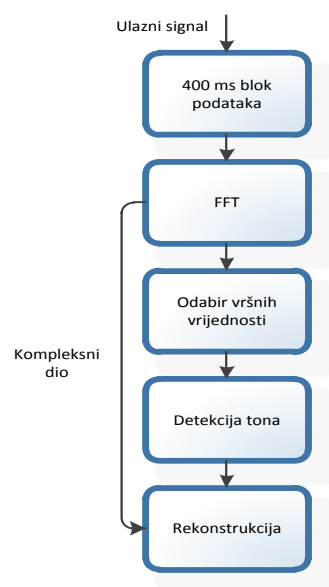 Ulazni signal
400 ms blok
podataka
FFT
Odabir vršnih
vrijednosti
Kompleksni
dio
Detekcija tona
Rekonstrukcija